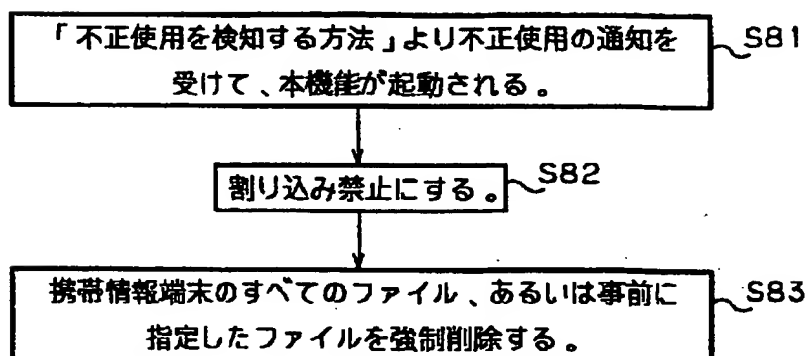 「不正使用を検知する方法」より不正使用の通知を
受けて、本機能が起動される。
S81
割り込み禁止にする。
S82
携帯情報端末のすべてのファイル、あるいは事前に
指定したファイルを強制削除する。
S83